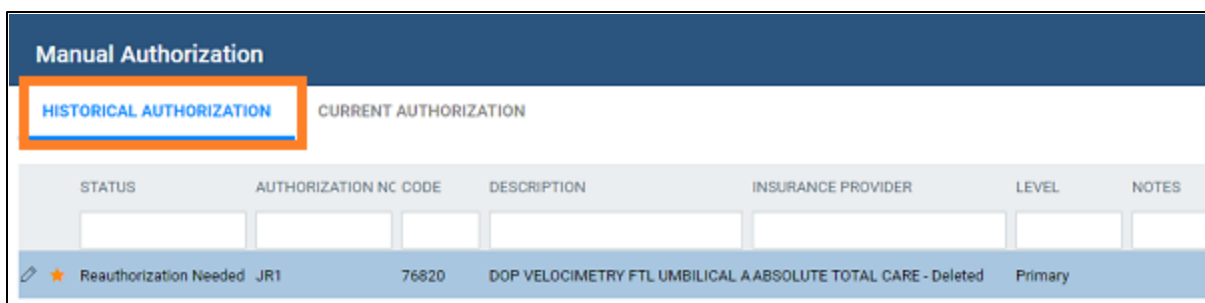 Manual Authorization
HISTORICAL AUTHORIZATION CURRENT AUTHORIZATION
STATUS AUTHORIZATION NC CODE DESCRIPTION INSURANCE PROVIDER LEVEL NOTES
Reauthorization Needed JR1 76820 DOP VELOCIMETRY FTL UMBILICAL A ABSOLUTE TOTAL CARE - Deleted Primary